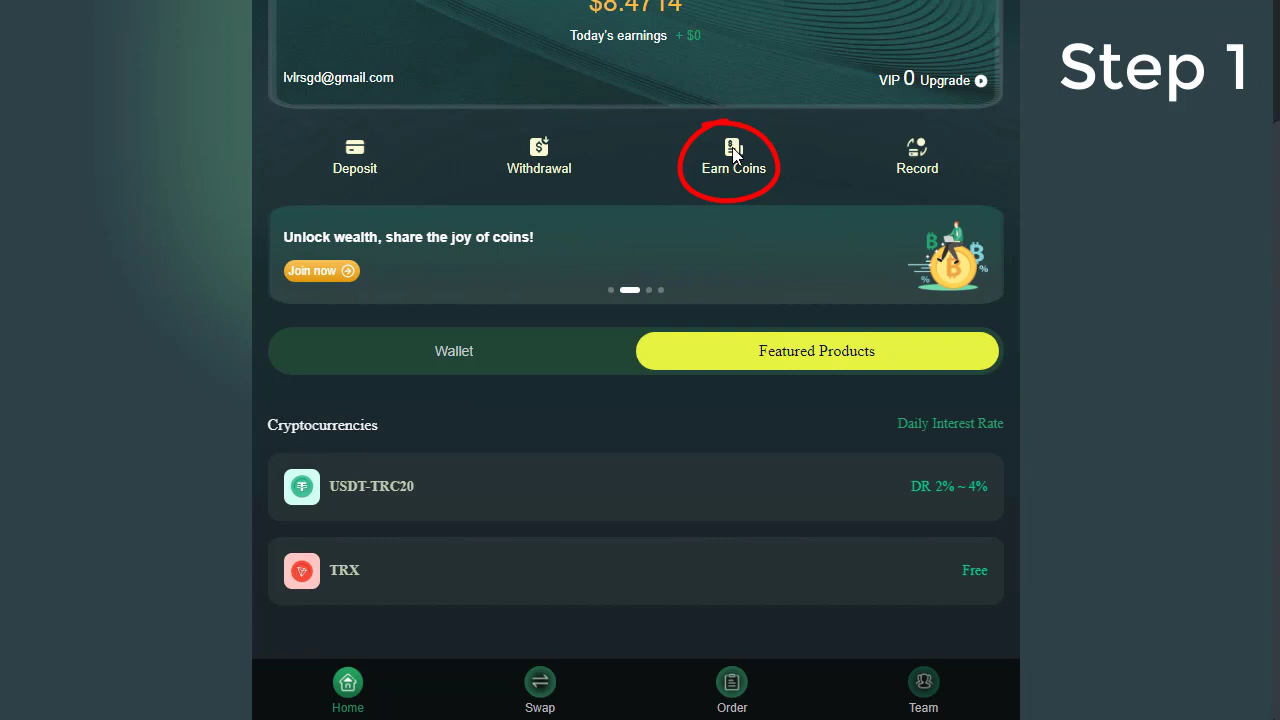 $8.4714
Step 1
Today's earnings + $0
lvlrsgd@gmail.com
VIP 0 Upgrade
Deposit
Withdrawal
Earn Coins
Record
Unlock wealth, share the joy of coins!
Join now
Wallet
Featured Products
Cryptocurrencies
Daily Interest Rate
USDT-TRC20
DR 2% ~ 4%
TRX
Free
Home
Swap
Order
Team